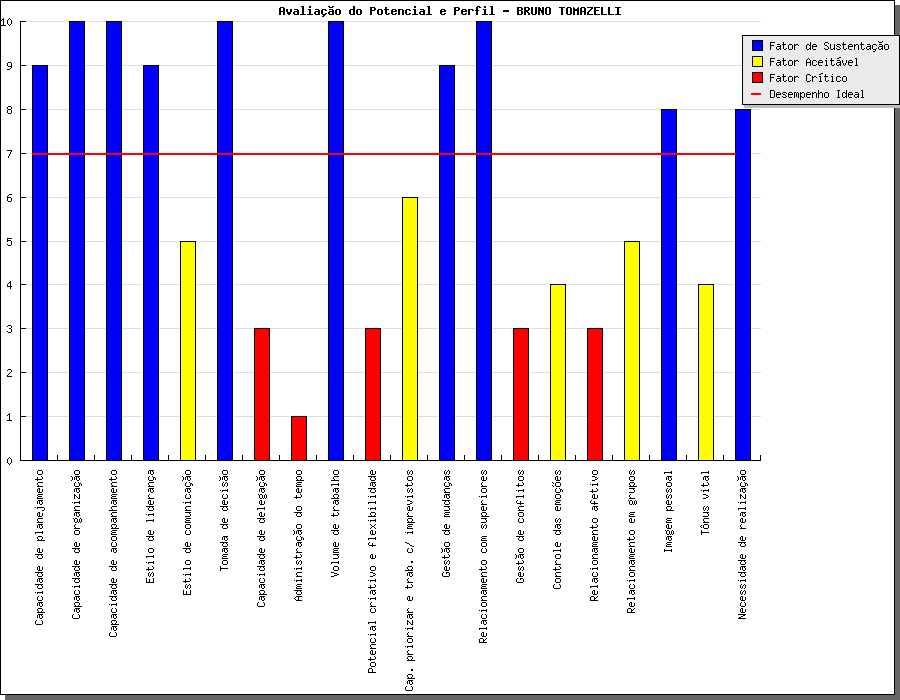 Avaliação do Potencial e Perfil - BRUNO TOMAZELLI
Fator de Sustentação
Fator Aceitável
Fator Crítico
Desempenho Ideal
10
9
8
7
6
5
4
3
2
1
0
Capacidade de planejamento
Capacidade de organização
Capacidade de acompanhamento
Estilo de liderança
Estilo de comunicação
Tomada de decisão
Capacidade de delegação
Administração do tempo
Volume de trabalho
Potencial criativo e flexibilidade
Cap. priorizar e trab. c/ imprevistos
Gestão de mudanças
Relacionamento com superiores
Gestão de conflitos
Controle das emoções
Relacionamento afetivo
Relacionamento em grupos
Imagem pessoal
Tônus vital
Necessidade de realização